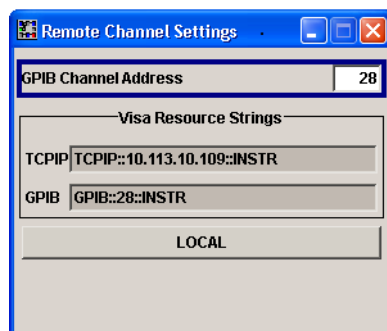 Remote Channel Settings
GPIB Channel Address 28
Visa Resource Strings
TCPIP TCPIP::10.113.10.109::INSTR
GPIB GPIB::28::INSTR
LOCAL